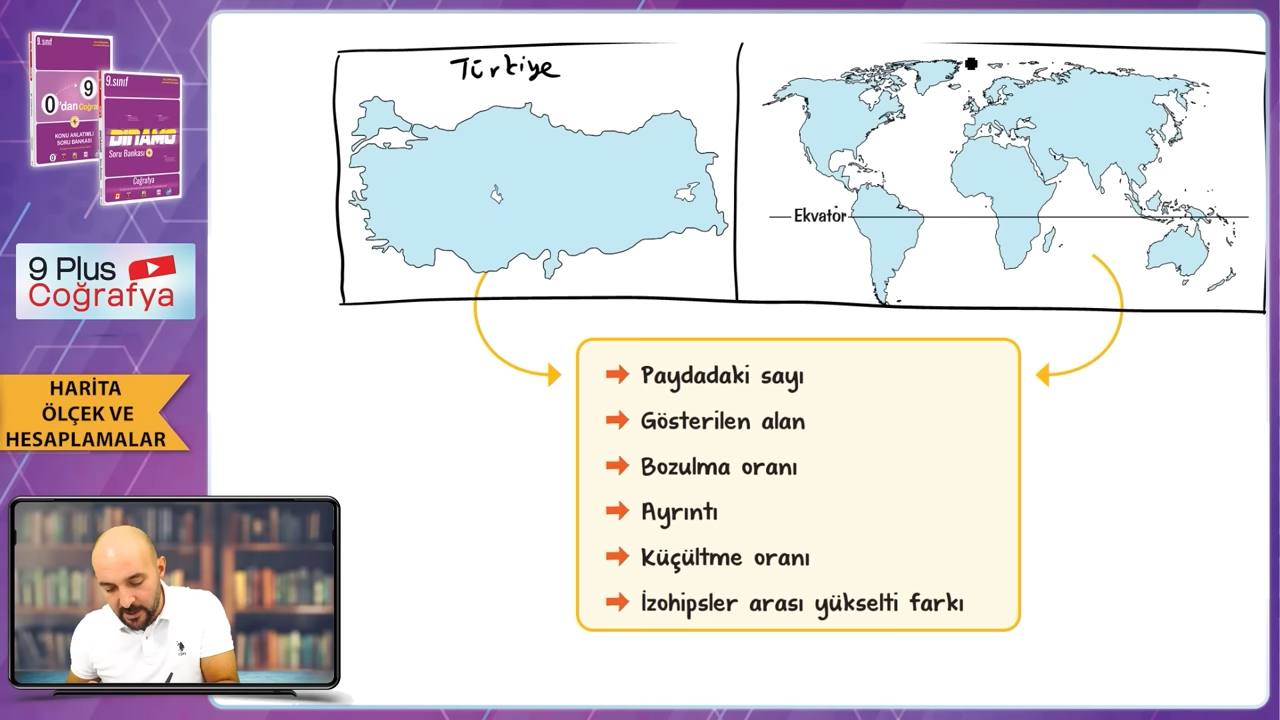 9.sınıf
0'dan
9
Coğra
KONU ANLATIMLI
SORU BANKASI
9.sınıf
DİNAMO
Soru Bankası
Coğrafya
9 Plus
Coğrafya
HARİTA
ÖLÇEK VE
HESAPLAMALAR
Türkiye
Ekvator
Paydadaki sayı
Gösterilen alan
Bozulma oranı
Ayrıntı
Küçültme oranı
İzohipsler arası yükselti farkı